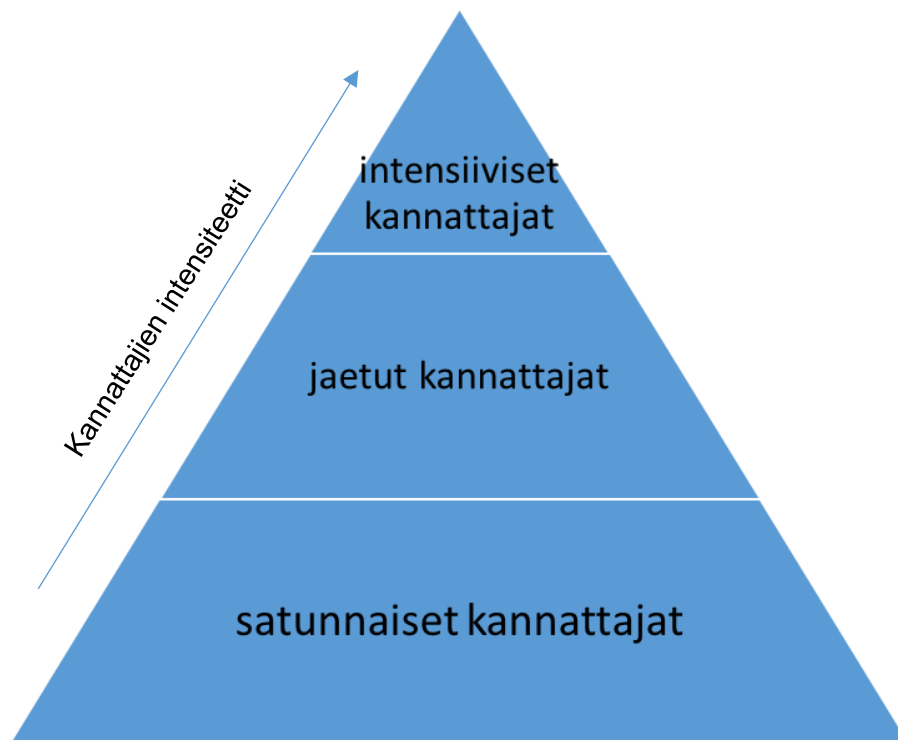 intensiiviset
kannattajat
Kannattajien intensiteetti
jaetut kannattajat
satunnaiset kannattajat